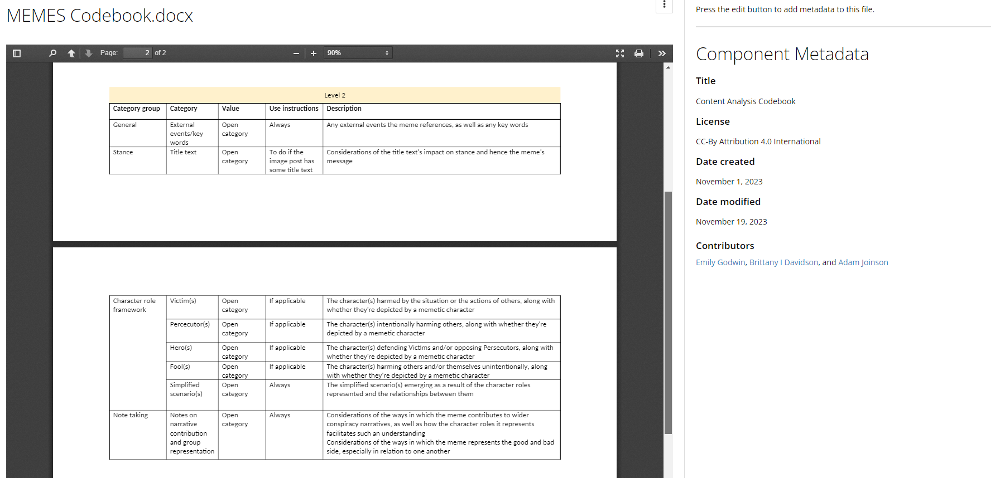 MEMES Codebook.docx
Page: 2 of 2
90%
Level 2
Category group Category Value Use instructions Description
General External events/key words Open category Always Any external events the meme references, as well as any key words
Stance Title text Open category To do if the image post has some title text Considerations of the title text's impact on stance and hence the meme's message
Character role framework Victim(s) Open category If applicable The character(s) harmed by the situation or the actions of others, along with whether they're depicted by a memetic character
Percecutor(s) Open category If applicable The character(s) intentionally harming others, along with whether they're depicted by a memetic character
Hero(s) Open category If applicable The character(s) defending Victims and/or opposing Persecutors, along with whether they're depicted by a memetic character
Fool(s) Open category If applicable The character(s) harming others and/or themselves unintentionally, along with whether they're depicted by a memetic character
Simplified scenario(s) Open category Always The simplified scenario(s) emerging as a result of the character roles represented and the relationships between them
Note taking Notes on narrative contribution and group representation Open category Always Considerations of the ways in which the meme contributes to wider conspiracy narratives, as well as how the character roles it represents facilitates such an understanding
Considerations of the ways in which the meme represents the good and bad side, especially in relation to one another
Press the edit button to add metadata to this file.
Component Metadata
Title
Content Analysis Codebook
License
CC-By Attribution 4.0 International
Date created
November 1, 2023
Date modified
November 19, 2023
Contributors
Emily Godwin, Brittany I Davidson, and Adam Joinson